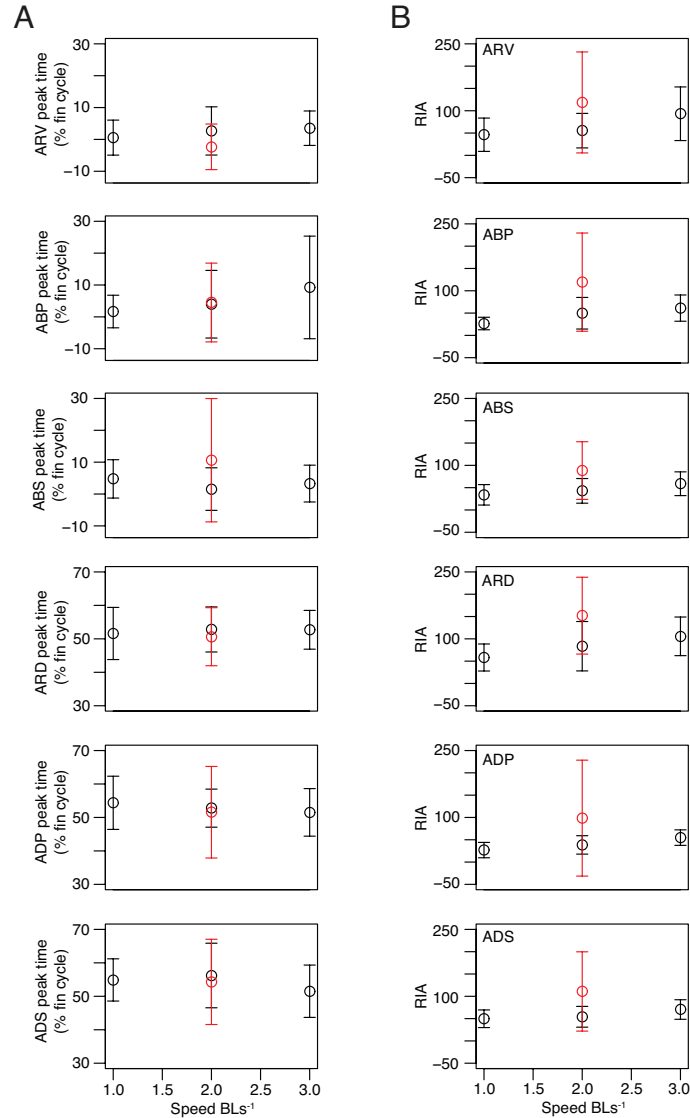 A
B
ARV peak time
(% fin cycle)
30
10
−10
RIA
250
100
−50
ARV
ABP peak time
(% fin cycle)
30
10
−10
RIA
250
100
−50
ABP
ABS peak time
(% fin cycle)
30
10
−10
RIA
250
100
−50
ABS
ARD peak time
(% fin cycle)
70
50
30
RIA
250
100
−50
ARD
ADP peak time
(% fin cycle)
70
50
30
RIA
250
100
−50
ADP
ADS peak time
(% fin cycle)
70
50
30
RIA
250
100
−50
ADS
1.0 1.5 2.0 2.5 3.0
Speed BLs⁻¹
1.0 1.5 2.0 2.5 3.0
Speed BLs⁻¹